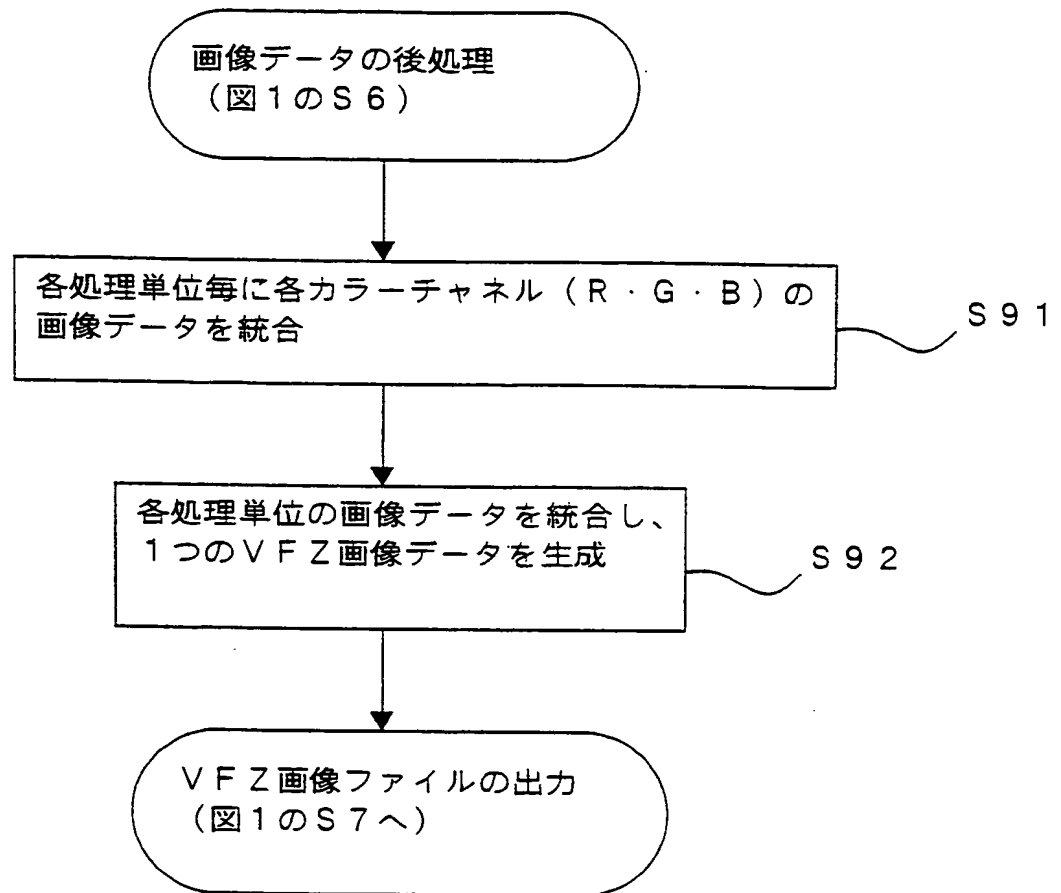 画像データの後処理
（図１のＳ６）
各処理単位毎に各カラーチャネル（Ｒ・Ｇ・Ｂ）の
画像データを統合
Ｓ９１
各処理単位の画像データを統合し、
１つのＶＦＺ画像データを生成
Ｓ９２
ＶＦＺ画像ファイルの出力
（図１のＳ７へ）